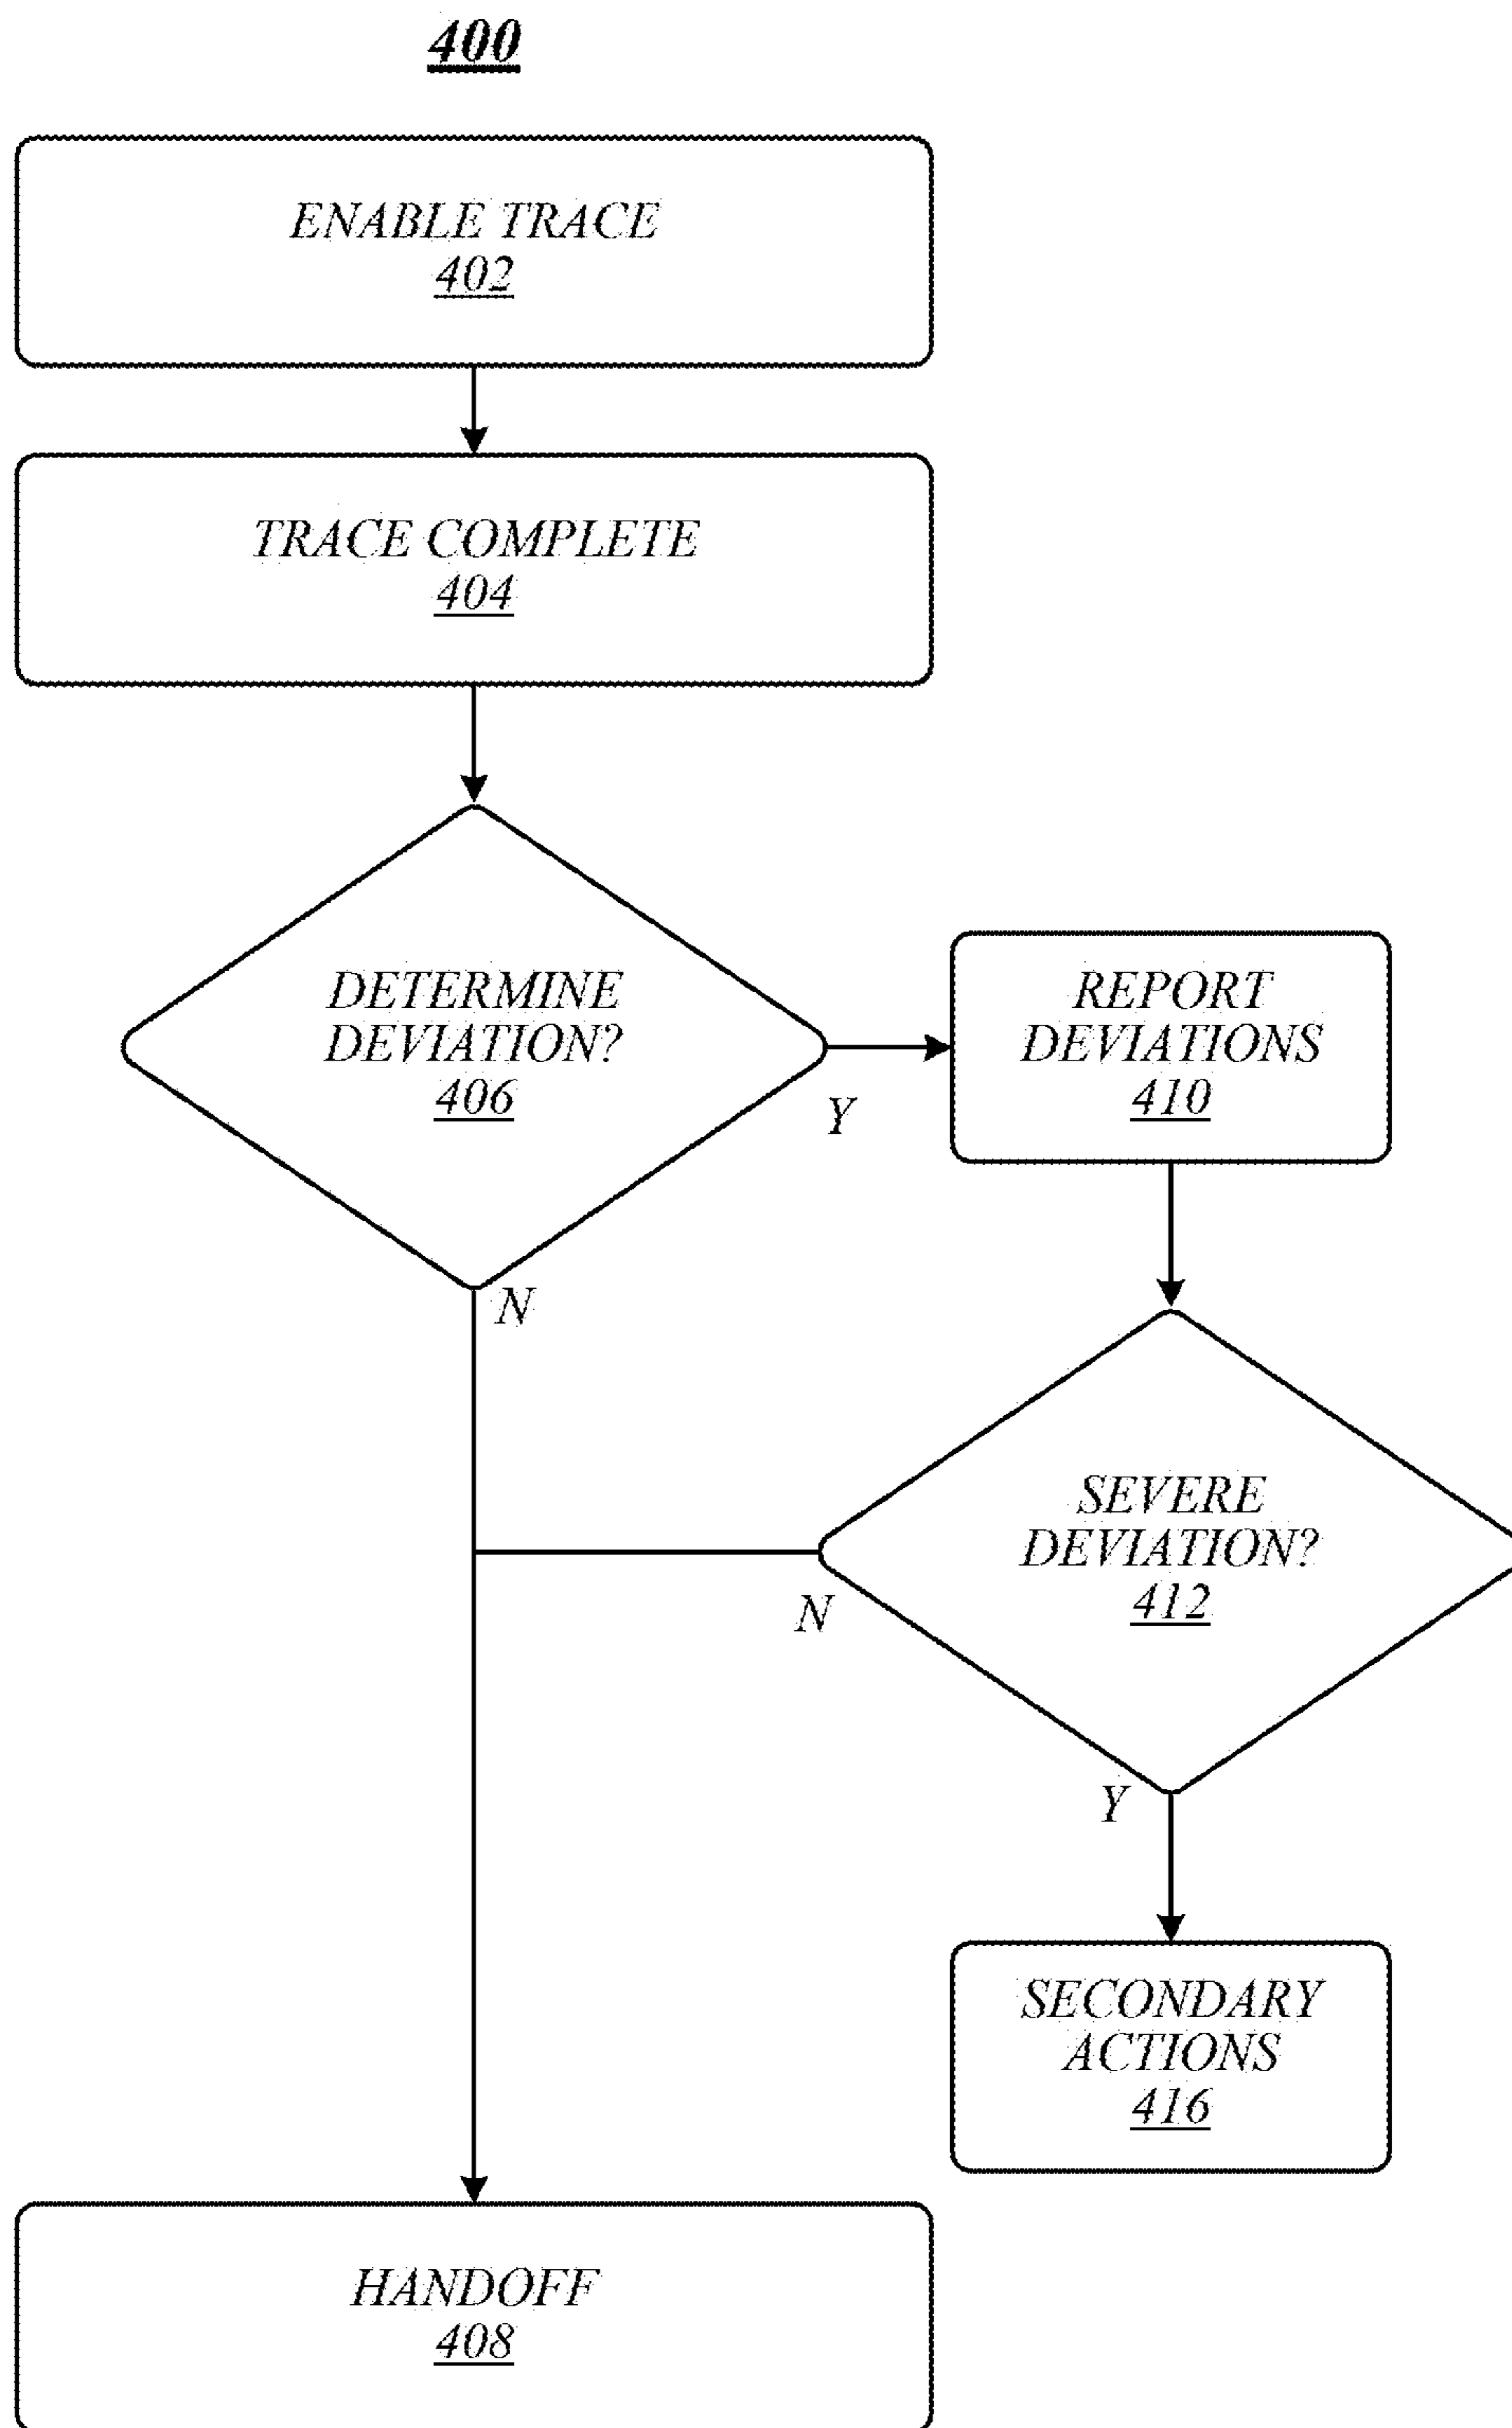 400
ENABLE TRACE
402
TRACE COMPLETE
404
DETERMINE
DEVIATION?
406
Y
N
REPORT
DEVIATIONS
410
SEVERE
DEVIATION?
412
N
Y
SECONDARY
ACTIONS
416
HANDOFF
408